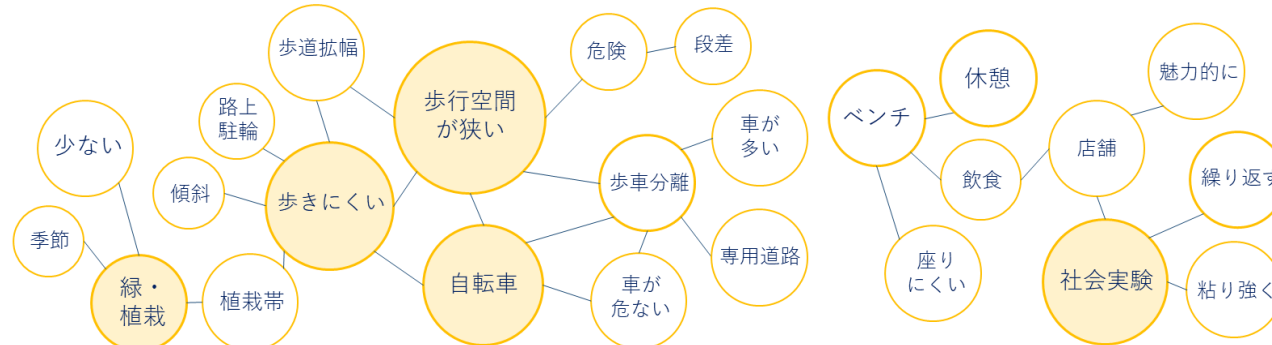 歩道拡幅
歩行空間
が狭い
危険
段差
路上
駐輪
少ない
傾斜
歩きにくい
季節
緑・
植栽
植栽帯
自転車
歩車分離
車が
多い
専用道路
車が
危ない
ベンチ
休憩
飲食
座り
にくい
店舗
魅力的に
繰り返す
社会実験
粘り強く